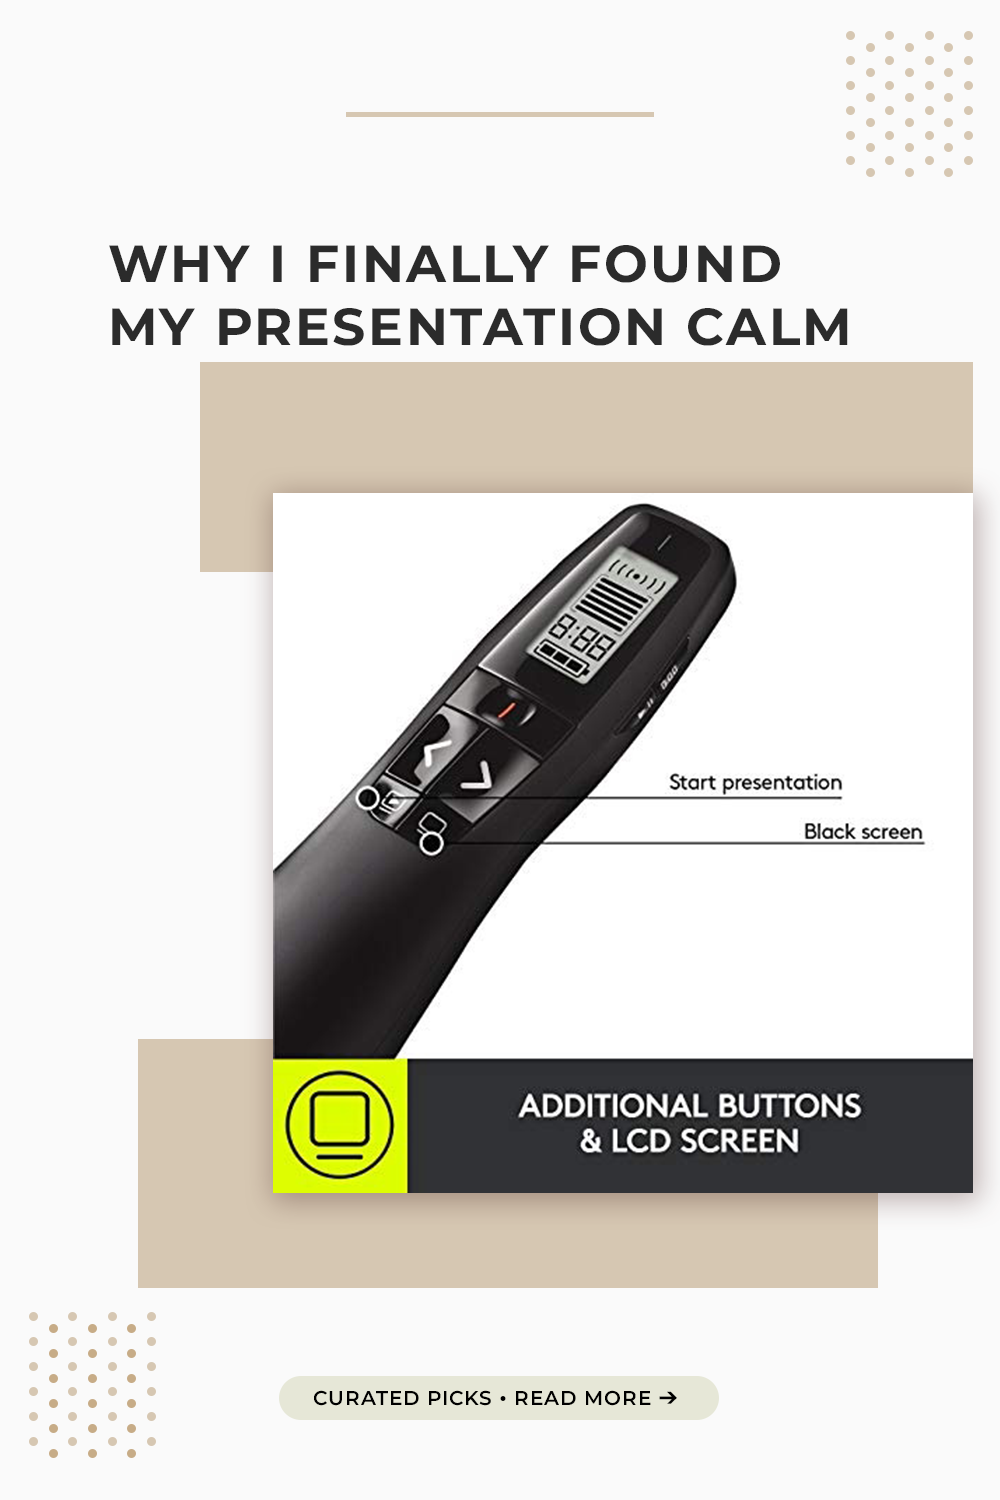 WHY I FINALLY FOUND
MY PRESENTATION CALM
8:88
Start presentation
Black screen
ADDITIONAL BUTTONS
& LCD SCREEN
CURATED PICKS • READ MORE →